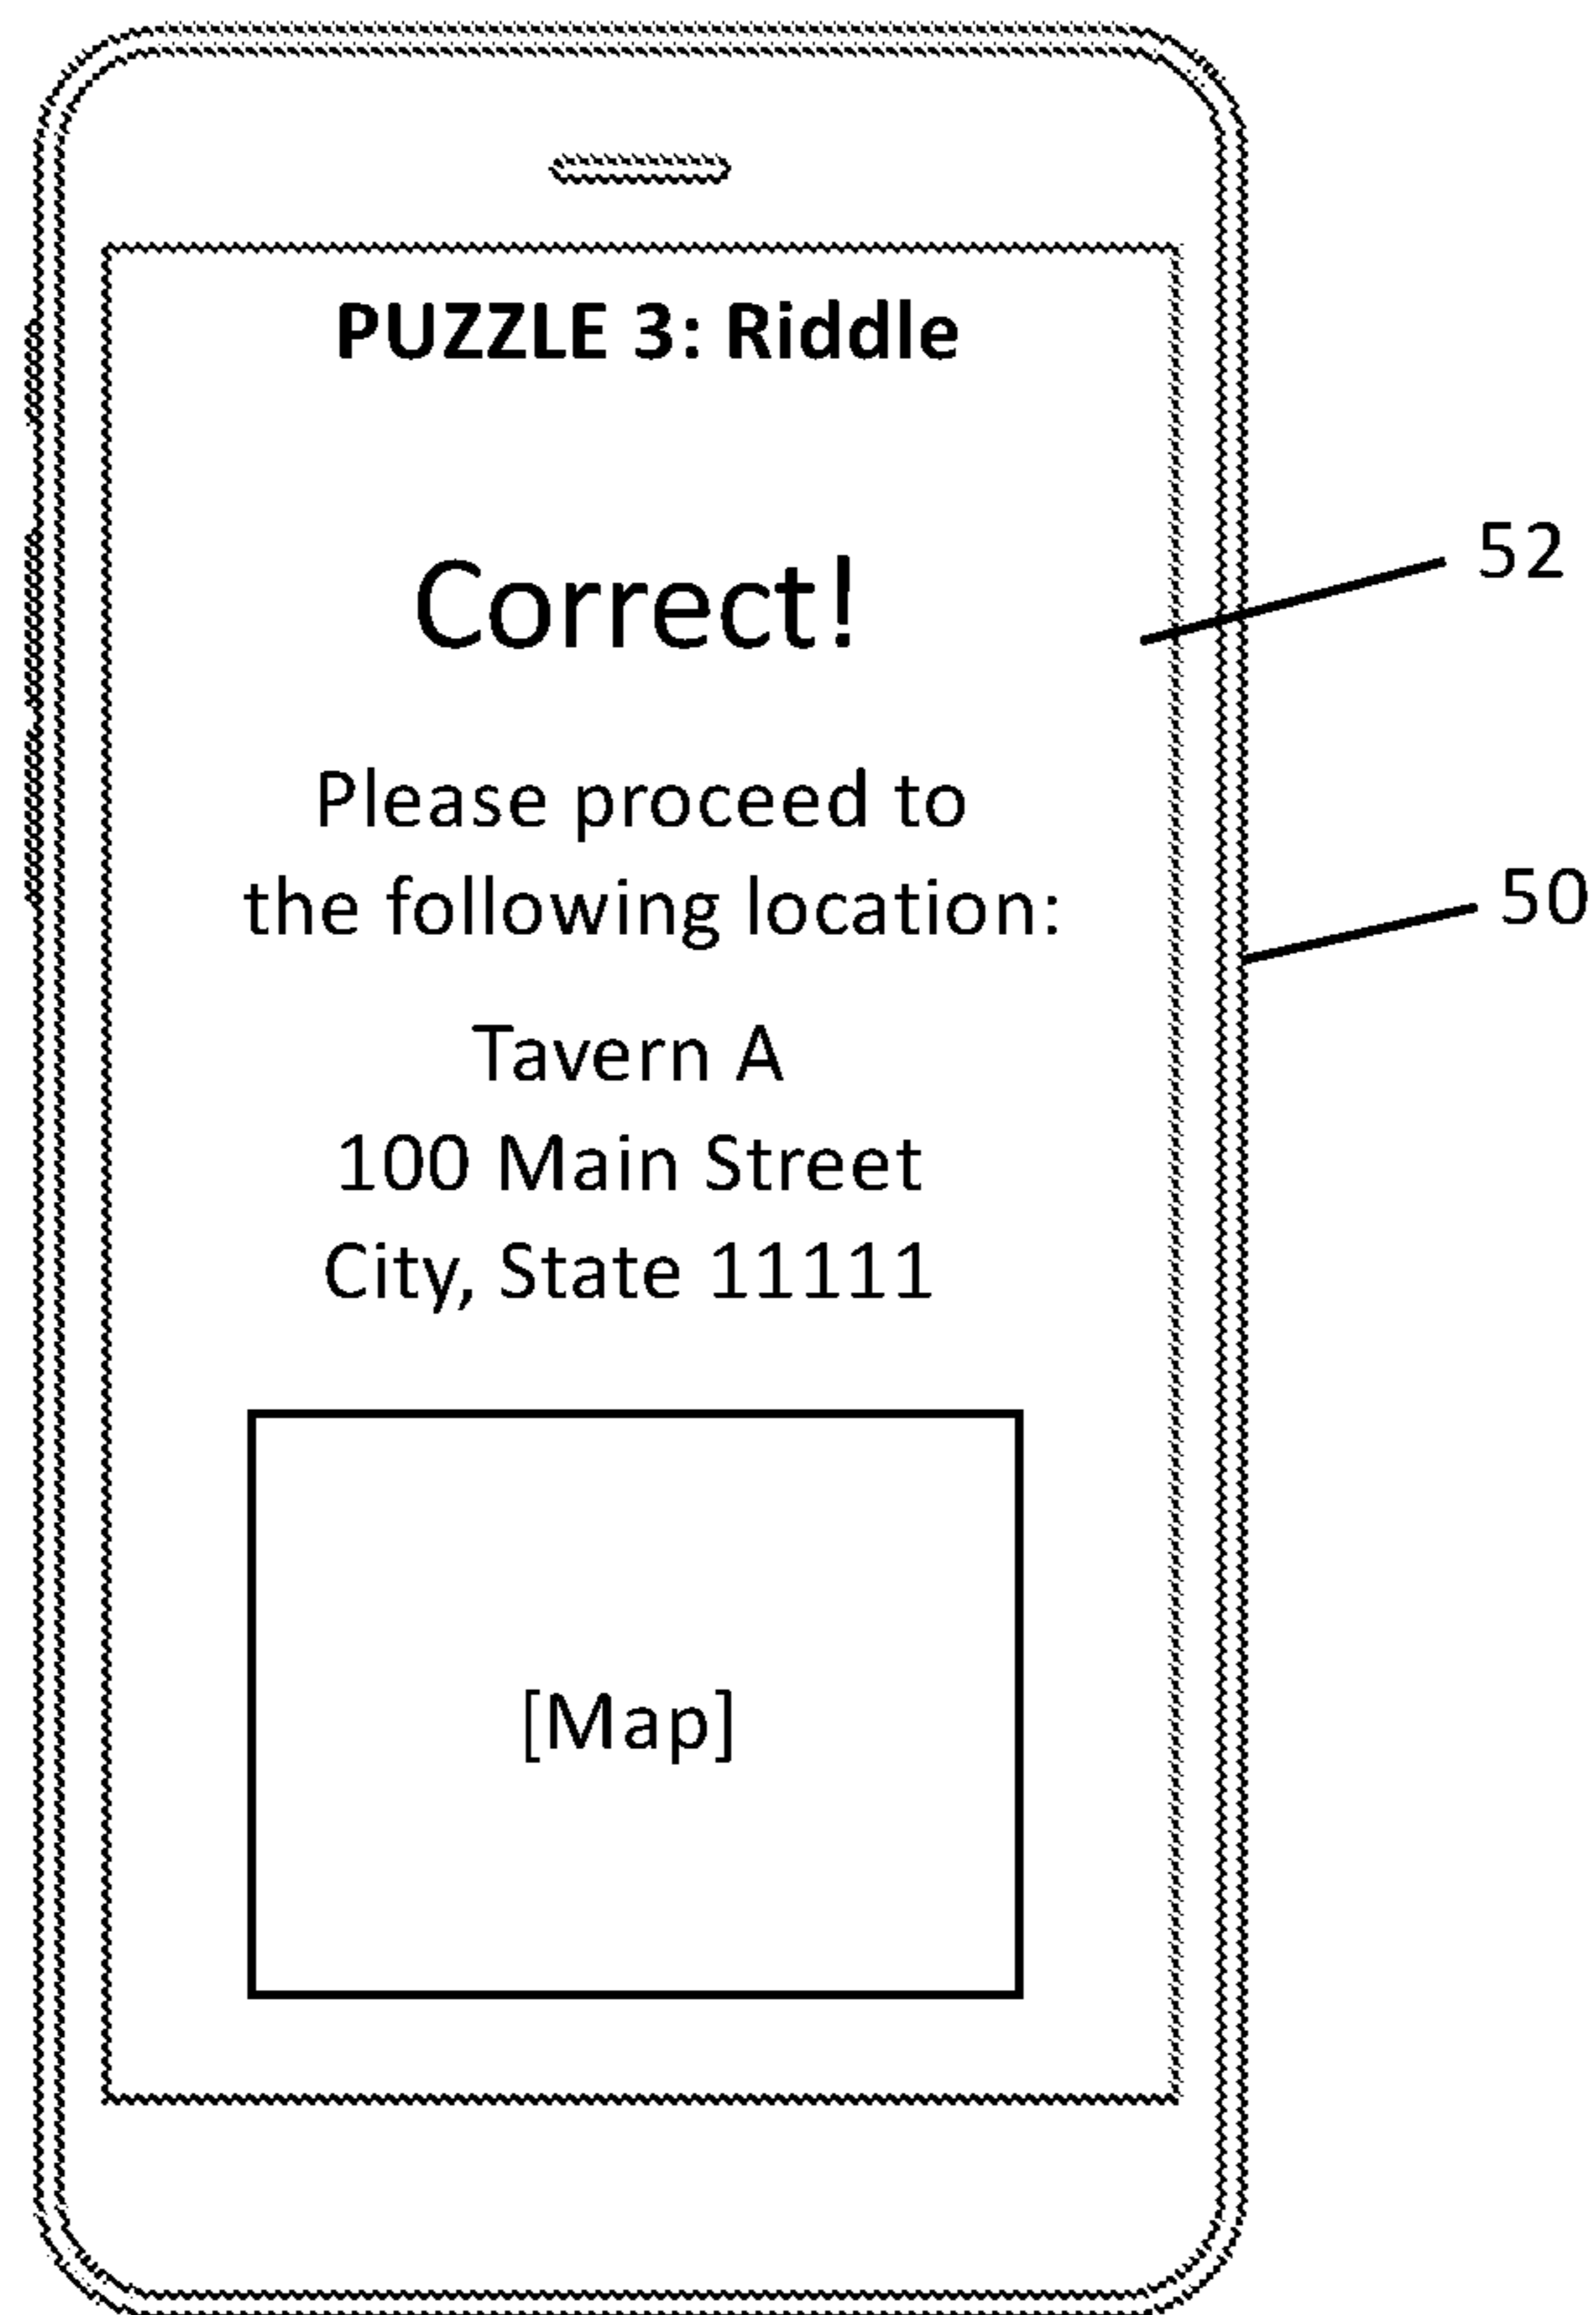 PUZZLE 3: Riddle
Correct!
52
Please proceed to
the following location:
50
Tavern A
100 Main Street
City, State 11111
[Map]